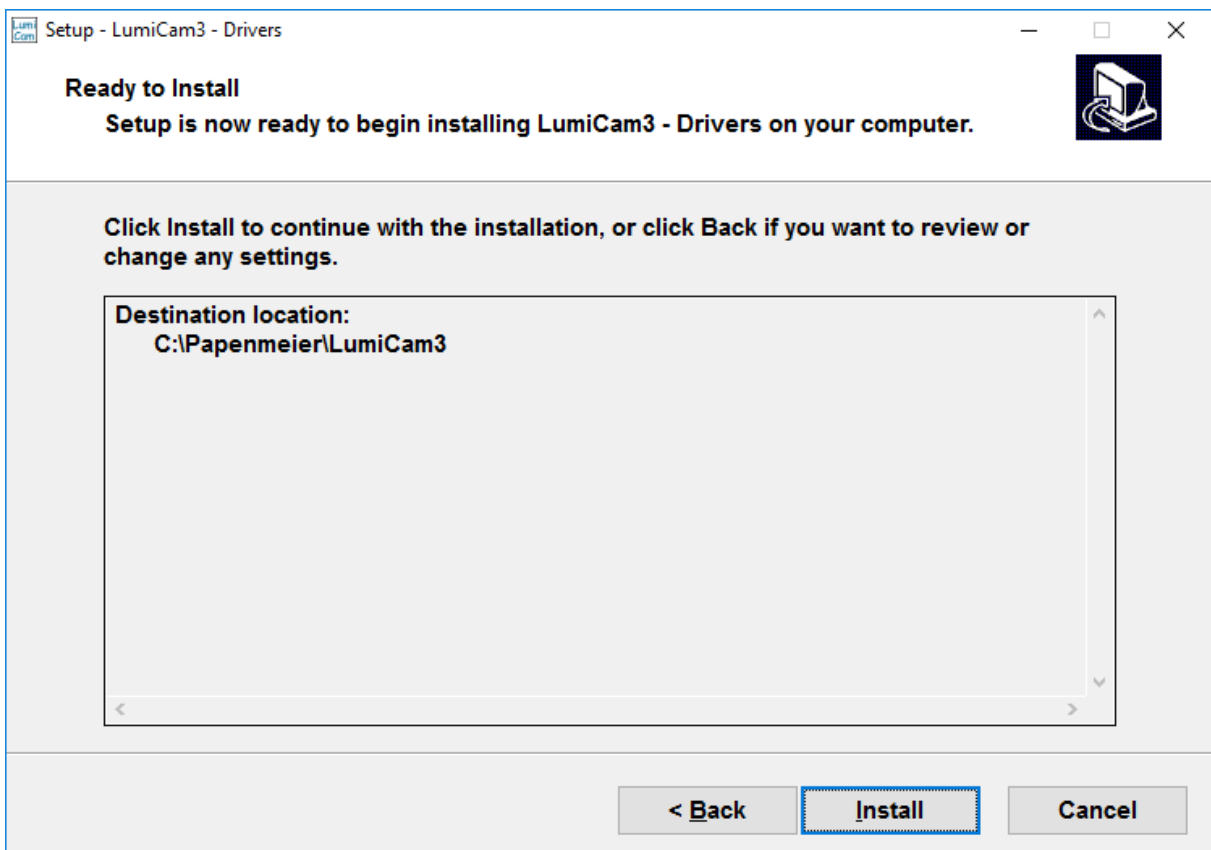 Lumi
Cam
Setup - LumiCam3 - Drivers
Ready to Install
Setup is now ready to begin installing LumiCam3 - Drivers on your computer.
Click Install to continue with the installation, or click Back if you want to review or
change any settings.
Destination location:
C:\Papenmeier\LumiCam3
< Back
Install
Cancel